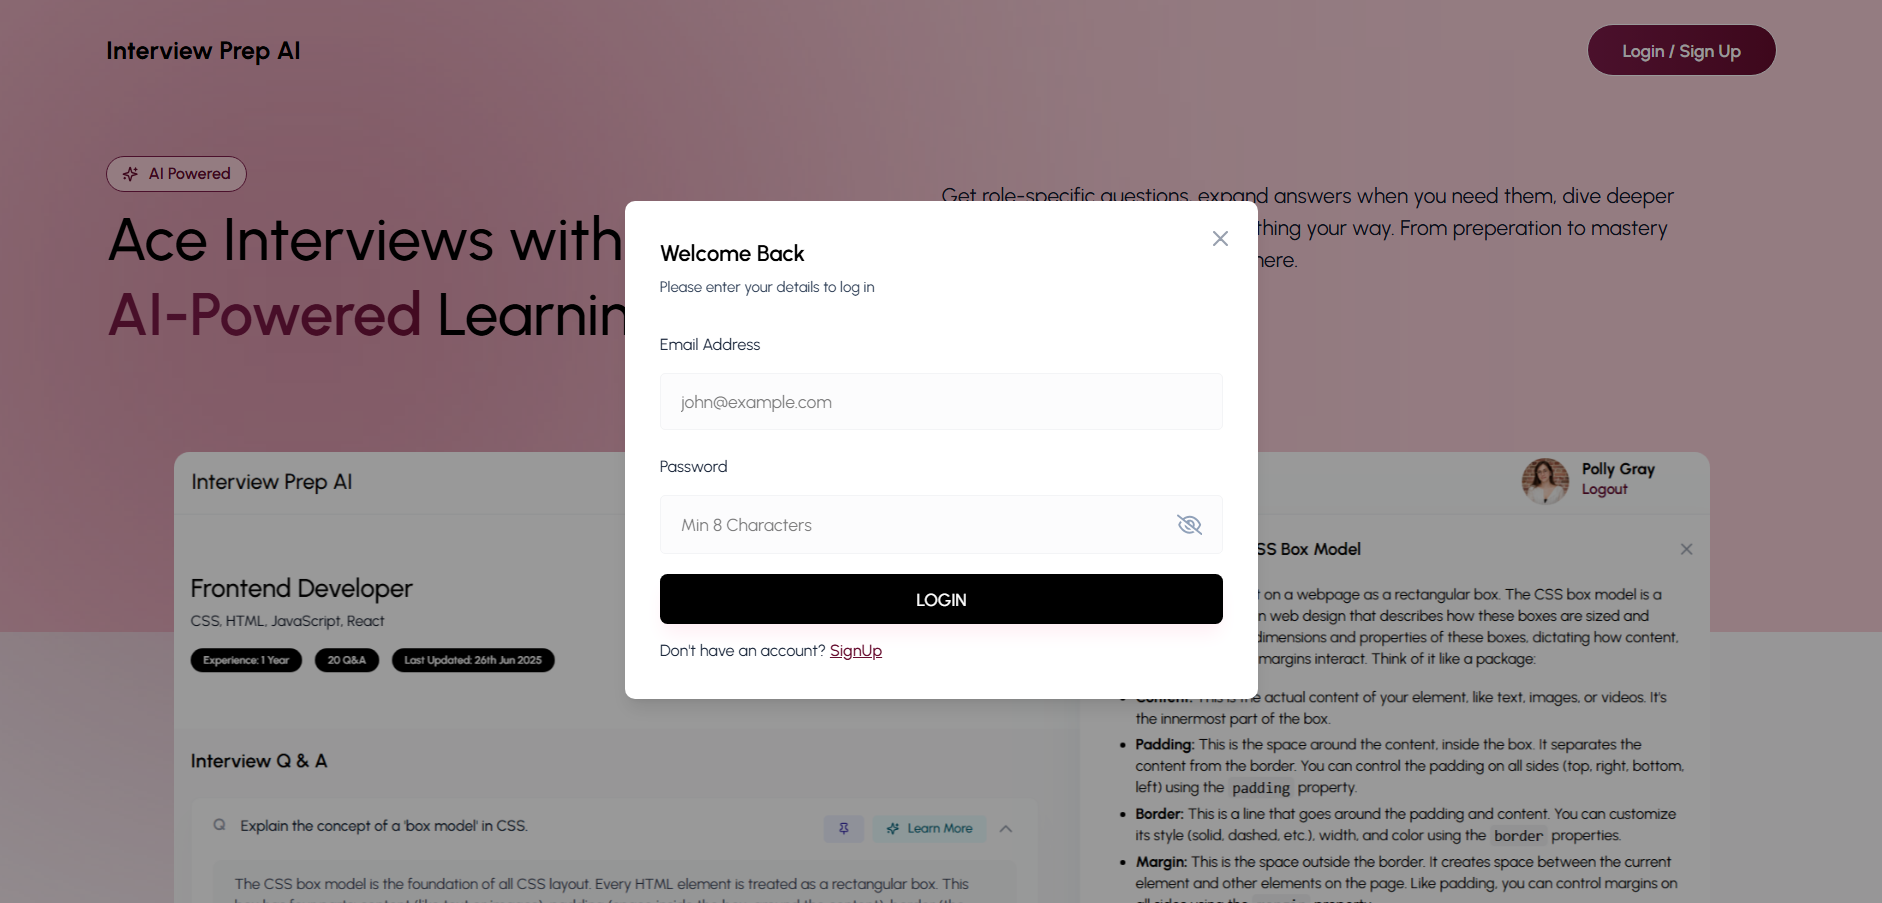 Interview Prep AI
Login / Sign Up
AI Powered
Ace Interviews with
AI-Powered Learnin
Get role-specific questions, expand answers when you need them, dive deeper
thing your way. From preperation to mastery
here.
Welcome Back
Please enter your details to log in
Email Address
john@example.com
Password
Min 8 Characters
LOGIN
Don't have an account? SignUp
Interview Prep AI
Polly Gray
Logout
Frontend Developer
CSS, HTML, JavaScript, React
Experience: 1 Year
20 Q&A
Last Updated: 26th Jun 2025
Interview Q & A
Q Explain the concept of a 'box model' in CSS.
Learn More
The CSS box model is the foundation of all CSS layout. Every HTML element is treated as a rectangular box. This
SS Box Model
on a webpage as a rectangular box. The CSS box model is a
web design that describes how these boxes are sized and
dimensions and properties of these boxes, dictating how content,
margins interact. Think of it like a package:
Content: This is the actual content of your element, like text, images, or videos. It's
the innermost part of the box.
Padding: This is the space around the content, inside the box. It separates the
content from the border. You can control the padding on all sides (top, right, bottom,
left) using the padding property.
Border: This is a line that goes around the padding and content. You can customize
its style (solid, dashed, etc.), width, and color using the border properties.
Margin: This is the space outside the border. It creates space between the current
element and other elements on the page. Like padding, you can control margins on